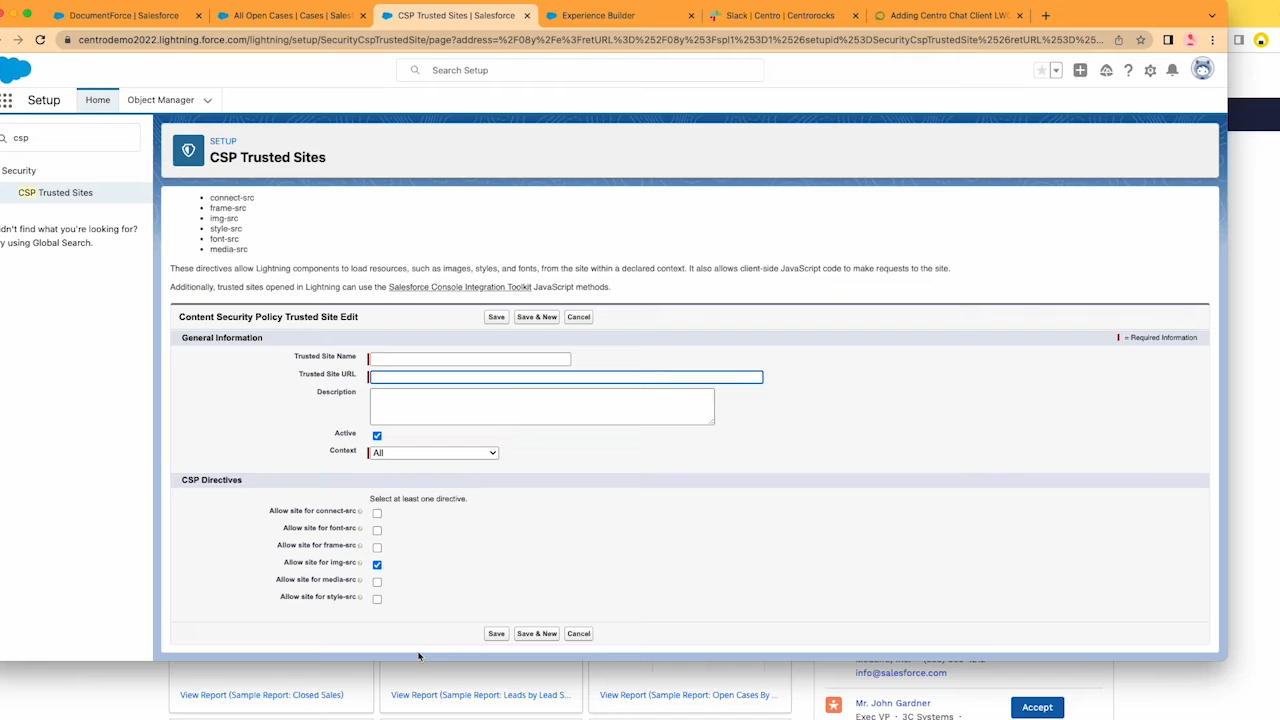 DocumentForce | Salesforce
All Open Cases | Cases | Sales
CSP Trusted Sites | Salesforce
Experience Builder
Slack | Centro | Centrorocks
Adding Centro Chat Client LW
centrodemo2022.lightning.force.com/lightning/setup/SecurityCspTrustedSite/page?address=%2F08y%2Fe%3FretURL%3D%252F08y%253Fspl1%253D1%2526setupid%253DSecurityCspTrustedSite%2526retURL%253D%25...
Search Setup
Setup
Home
Object Manager
csp
Security
CSP Trusted Sites
idn't find what you're looking for?
y using Global Search.
SETUP
CSP Trusted Sites
connect-src
frame-src
img-src
style-src
font-src
media-src
These directives allow Lightning components to load resources, such as images, styles, and fonts, from the site within a declared context. It also allows client-side JavaScript code to make requests to the site.
Additionally, trusted sites opened in Lightning can use the Salesforce Console Integration Toolkit JavaScript methods.
Content Security Policy Trusted Site Edit
Save
Save & New
Cancel
General Information
= Required Information
Trusted Site Name
Trusted Site URL
Description
Active
Context
All
CSP Directives
Select at least one directive.
Allow site for connect-src
Allow site for font-src
Allow site for frame-src
Allow site for img-src
Allow site for media-src
Allow site for style-src
Save
Save & New
Cancel
View Report (Sample Report: Closed Sales)
View Report (Sample Report: Leads by Lead S...
View Report (Sample Report: Open Cases By ...
info@salesforce.com
Mr. John Gardner
Exec VP · 3C Systems ·
Accept